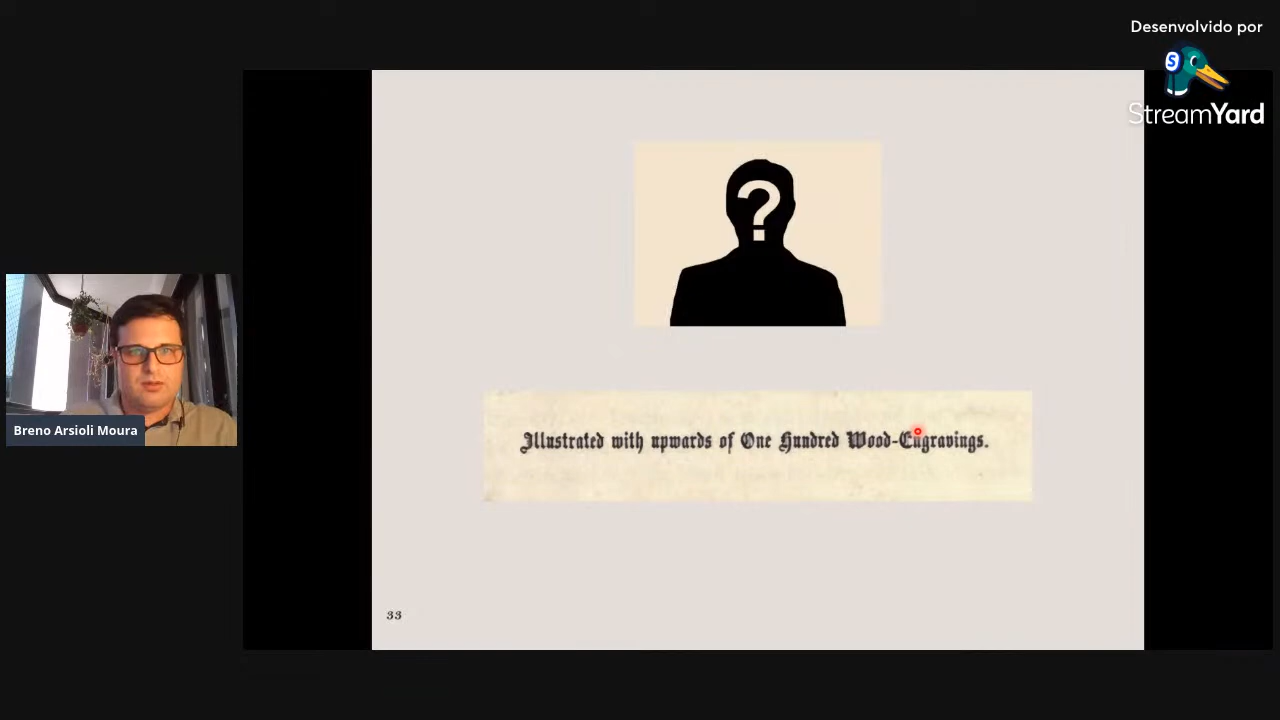 Desenvolvido por
StreamYard
?
Illustrated with upwards of One Hundred Wood-Engravings.
Breno Arsioli Moura
33